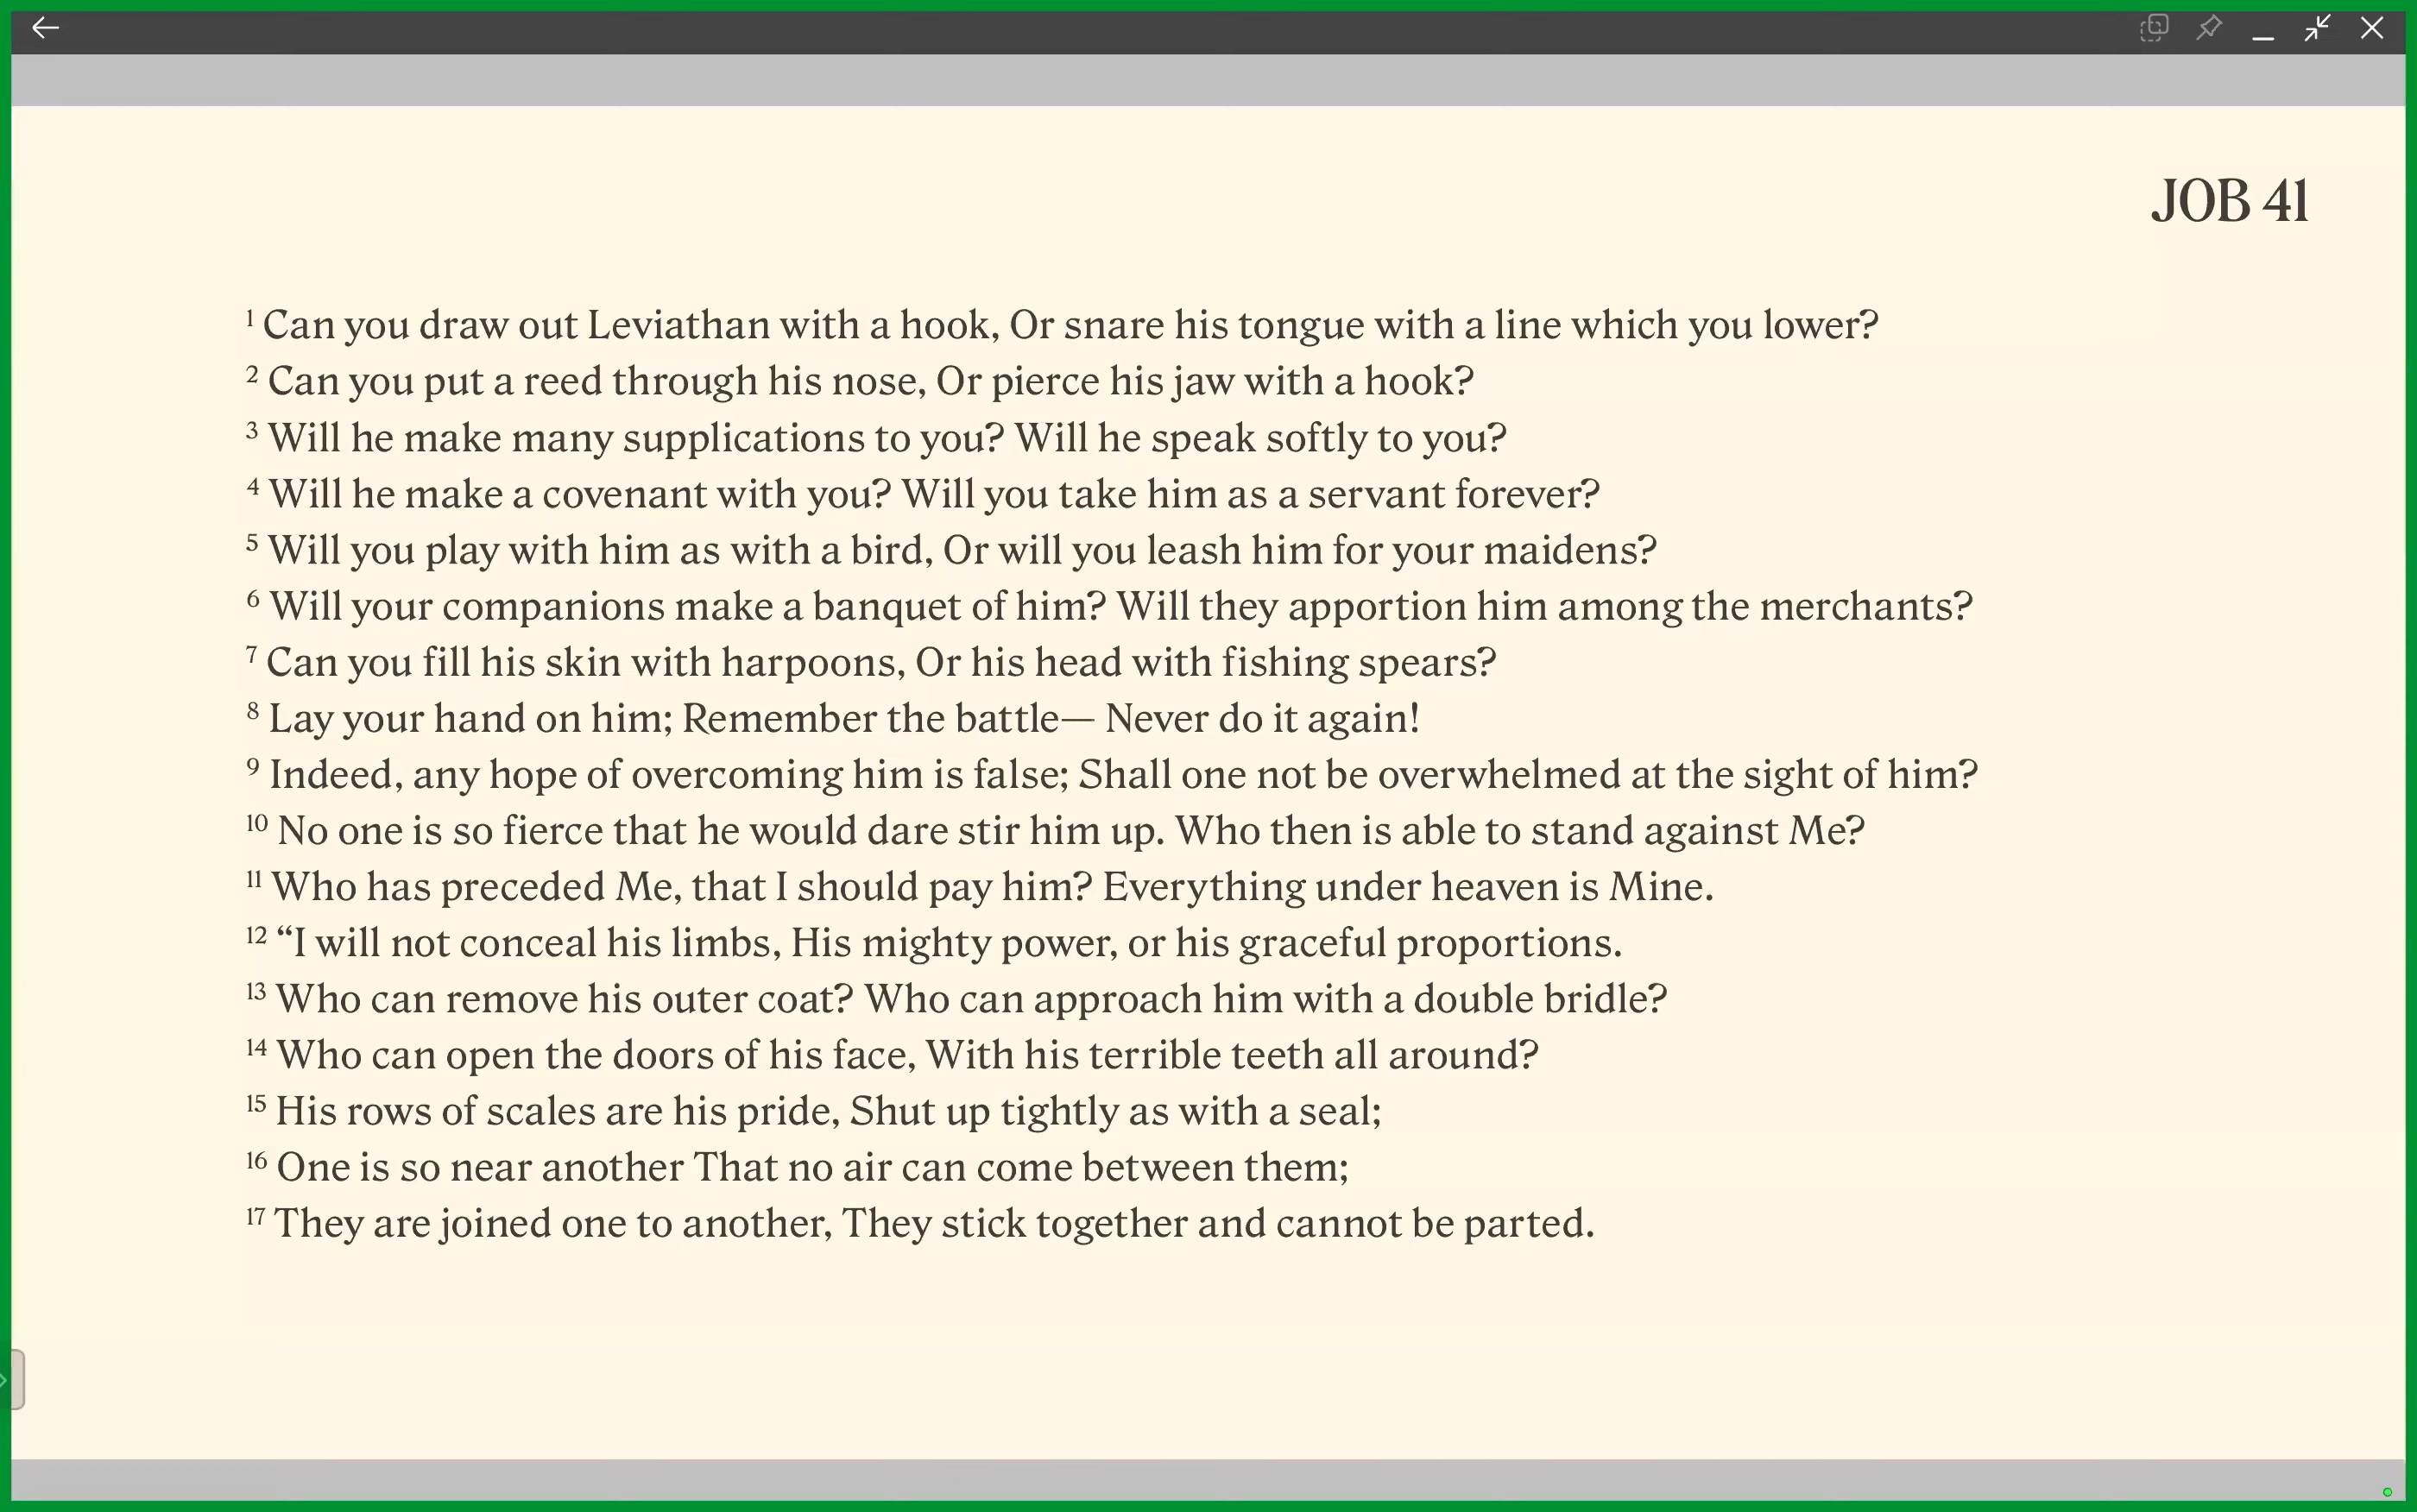 JOB 41
1 Can you draw out Leviathan with a hook, Or snare his tongue with a line which you lower?
2 Can you put a reed through his nose, Or pierce his jaw with a hook?
3 Will he make many supplications to you? Will he speak softly to you?
4 Will he make a covenant with you? Will you take him as a servant forever?
5 Will you play with him as with a bird, Or will you leash him for your maidens?
6 Will your companions make a banquet of him? Will they apportion him among the merchants?
7 Can you fill his skin with harpoons, Or his head with fishing spears?
8 Lay your hand on him; Remember the battle— Never do it again!
9 Indeed, any hope of overcoming him is false; Shall one not be overwhelmed at the sight of him?
10 No one is so fierce that he would dare stir him up. Who then is able to stand against Me?
11 Who has preceded Me, that I should pay him? Everything under heaven is Mine.
12 “I will not conceal his limbs, His mighty power, or his graceful proportions.
13 Who can remove his outer coat? Who can approach him with a double bridle?
14 Who can open the doors of his face, With his terrible teeth all around?
15 His rows of scales are his pride, Shut up tightly as with a seal;
16 One is so near another That no air can come between them;
17 They are joined one to another, They stick together and cannot be parted.